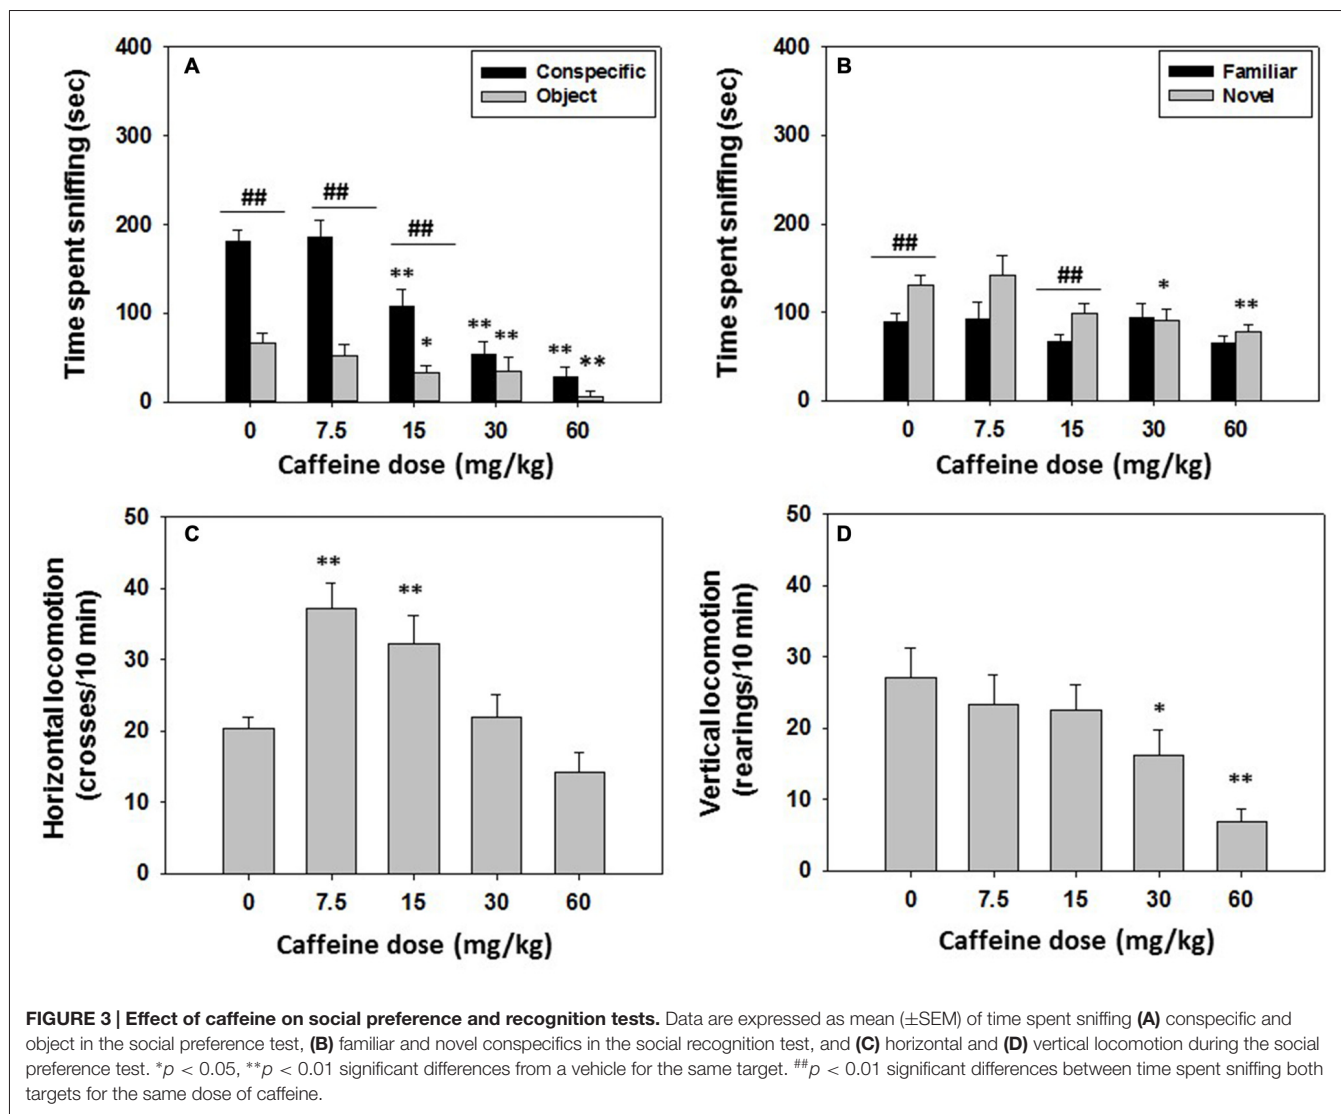 A
Conspecific
Object
Time spent sniffing (sec)
400
300
200
100
0
##
##
##
**
*
**
**
**
**
0 7.5 15 30 60
Caffeine dose (mg/kg)
B
Familiar
Novel
Time spent sniffing (sec)
400
300
200
100
0
##
##
*
**
0 7.5 15 30 60
Caffeine dose (mg/kg)
C
Horizontal locomotion
(crosses/10 min)
50
40
30
20
10
0
**
**
0 7.5 15 30 60
Caffeine dose (mg/kg)
D
Vertical locomotion
(rearings/10 min)
50
40
30
20
10
0
*
**
0 7.5 15 30 60
Caffeine dose (mg/kg)
FIGURE 3 | Effect of caffeine on social preference and recognition tests. Data are expressed as mean (±SEM) of time spent sniffing (A) conspecific and
object in the social preference test, (B) familiar and novel conspecifics in the social recognition test, and (C) horizontal and (D) vertical locomotion during the social
preference test. *p < 0.05, **p < 0.01 significant differences from a vehicle for the same target. ##p < 0.01 significant differences between time spent sniffing both
targets for the same dose of caffeine.